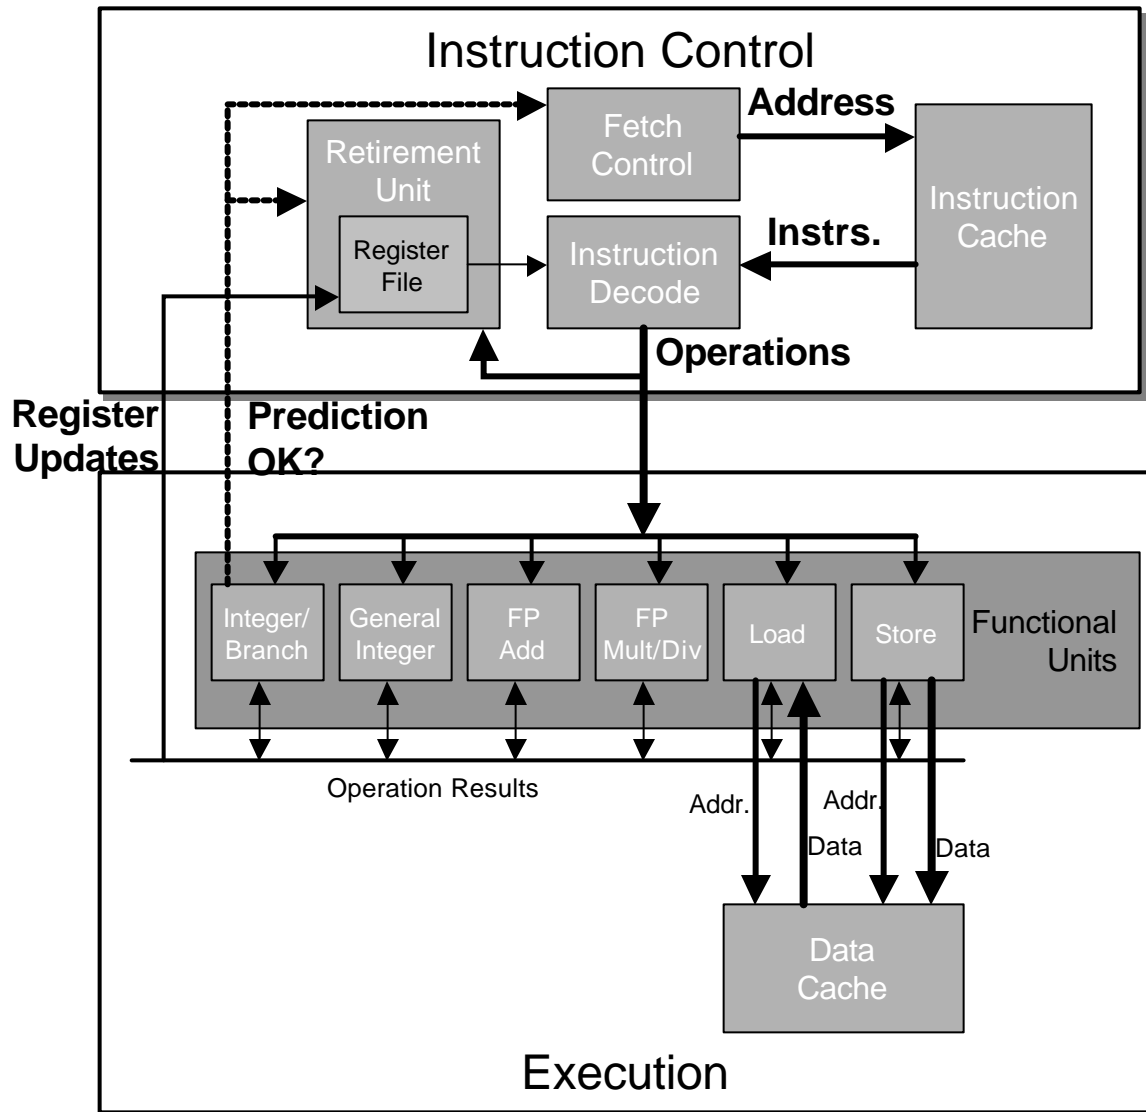 Instruction Control
Address
Fetch
Control
Retirement
Unit
Instruction
Cache
Register
File
Instrs.
Instruction
Decode
Operations
Register
Updates
Prediction
OK?
Integer/
Branch
General
Integer
FP
Add
FP
Mult/Div
Load
Store
Functional
Units
Operation Results
Addr.
Addr.
Data
Data
Data
Cache
Execution